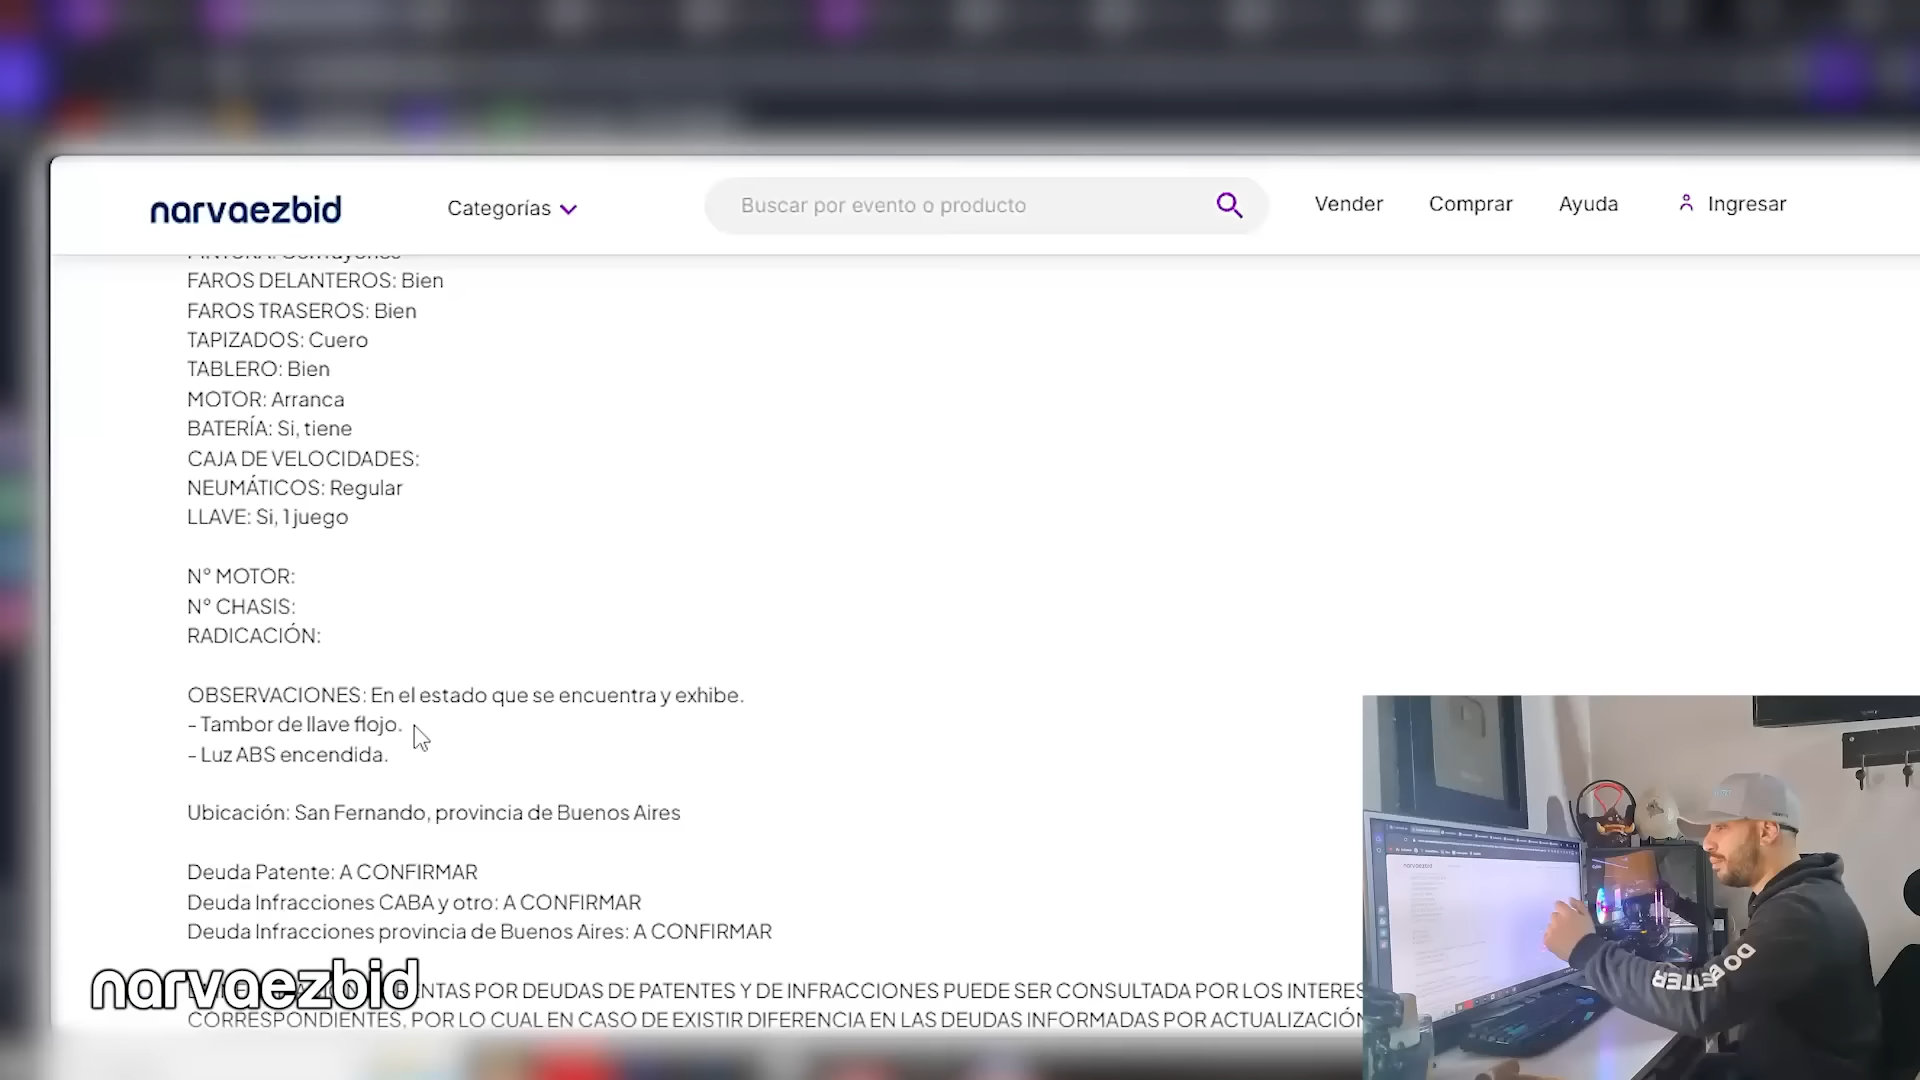 narvaezbid
Categorías
Buscar por evento o producto
Vender
Comprar
Ayuda
Ingresar
FAROS DELANTEROS: Bien
FAROS TRASEROS: Bien
TAPIZADOS: Cuero
TABLERO: Bien
MOTOR: Arranca
BATERÍA: Si, tiene
CAJA DE VELOCIDADES:
NEUMÁTICOS: Regular
LLAVE: Si, 1 juego
N° MOTOR:
N° CHASIS:
RADICACIÓN:
OBSERVACIONES: En el estado que se encuentra y exhibe.
- Tambor de llave flojo.
- Luz ABS encendida.
Ubicación: San Fernando, provincia de Buenos Aires
Deuda Patente: A CONFIRMAR
Deuda Infracciones CABA y otro: A CONFIRMAR
Deuda Infracciones provincia de Buenos Aires: A CONFIRMAR
narvaezbid
POR DEUDAS DE PATENTES Y DE INFRACCIONES PUEDE SER CONSULTADA POR LOS
CORRESPONDIENTES, POR LO CUAL EN CASO DE EXISTIR DIFERENCIA EN LAS DEUDAS INFORMADAS POR ACTUALIZACIÓN
narvaezbid
DO BETTER